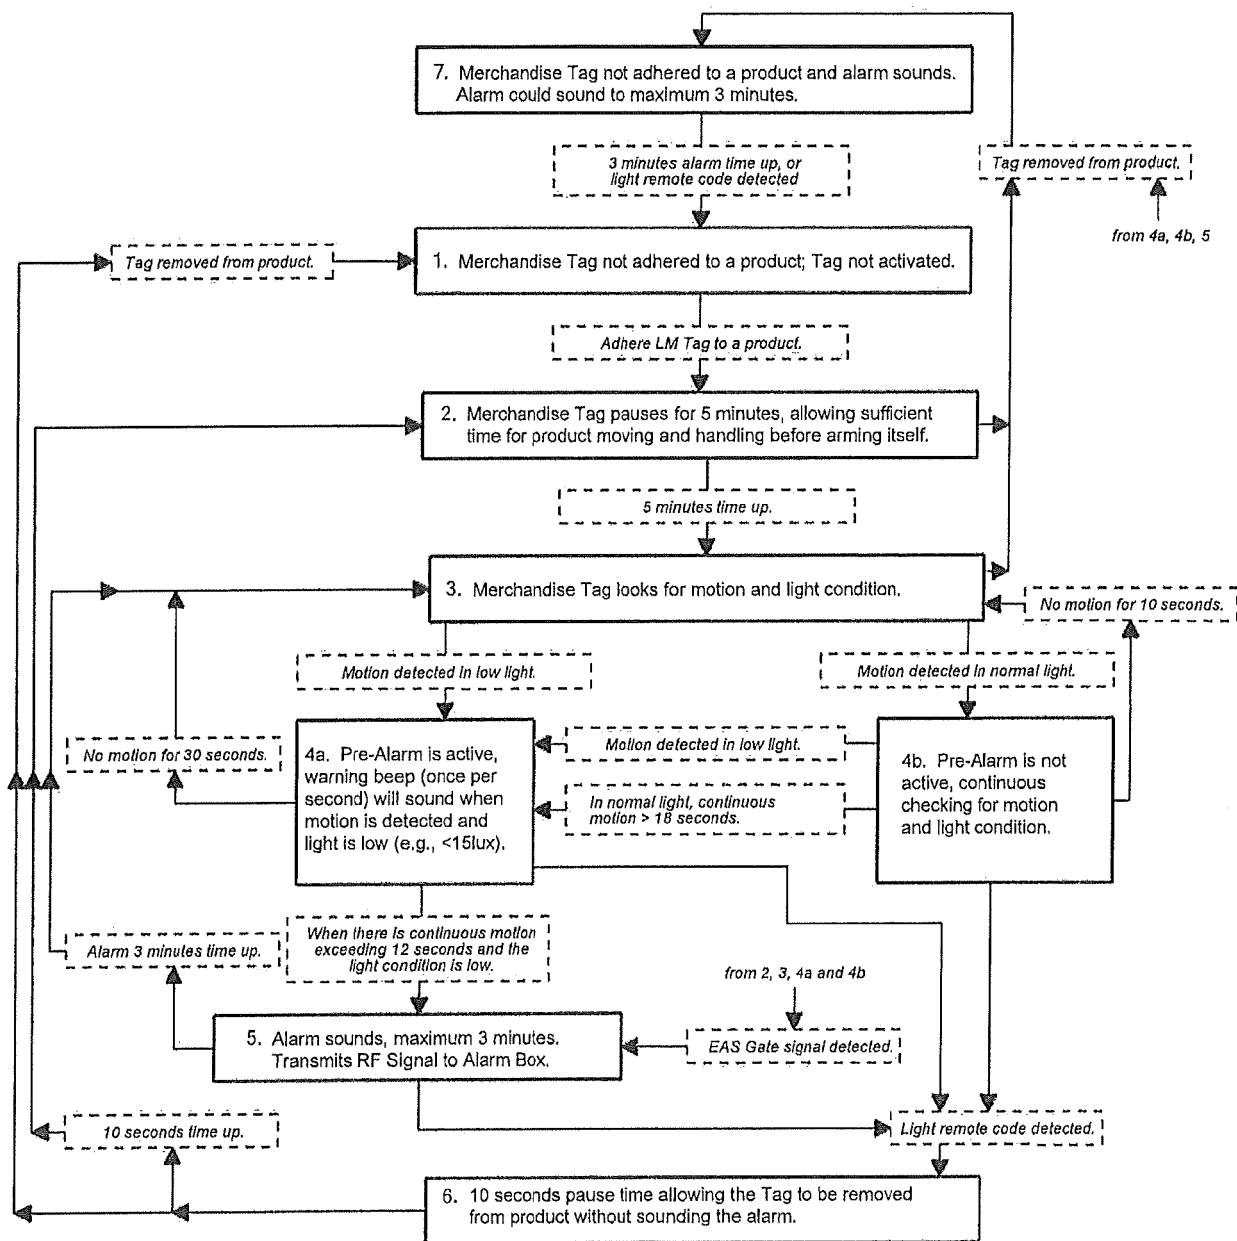 7. Merchandise Tag not adhered to a product and alarm sounds.
Alarm could sound to maximum 3 minutes.
3 minutes alarm time up, or
light remote code detected
Tag removed from product.
from 4a, 4b, 5
Tag removed from product.
1. Merchandise Tag not adhered to a product; Tag not activated.
Adhere LM Tag to a product.
2. Merchandise Tag pauses for 5 minutes, allowing sufficient
time for product moving and handling before arming itself.
5 minutes time up.
3. Merchandise Tag looks for motion and light condition.
No motion for 10 seconds.
Motion detected in low light.
Motion detected in normal light.
No motion for 30 seconds.
4a. Pre-Alarm is active,
warning beep (once per
second) will sound when
motion is detected and
light is low (e.g., <15lux).
Motion detected in low light.
In normal light, continuous
motion > 18 seconds.
4b. Pre-Alarm is not
active, continuous
checking for motion
and light condition.
When there is continuous motion
exceeding 12 seconds and the
light condition is low.
Alarm 3 minutes time up.
from 2, 3, 4a and 4b
5. Alarm sounds, maximum 3 minutes.
Transmits RF Signal to Alarm Box.
EAS Gate signal detected.
10 seconds time up.
Light remote code detected.
6. 10 seconds pause time allowing the Tag to be removed
from product without sounding the alarm.